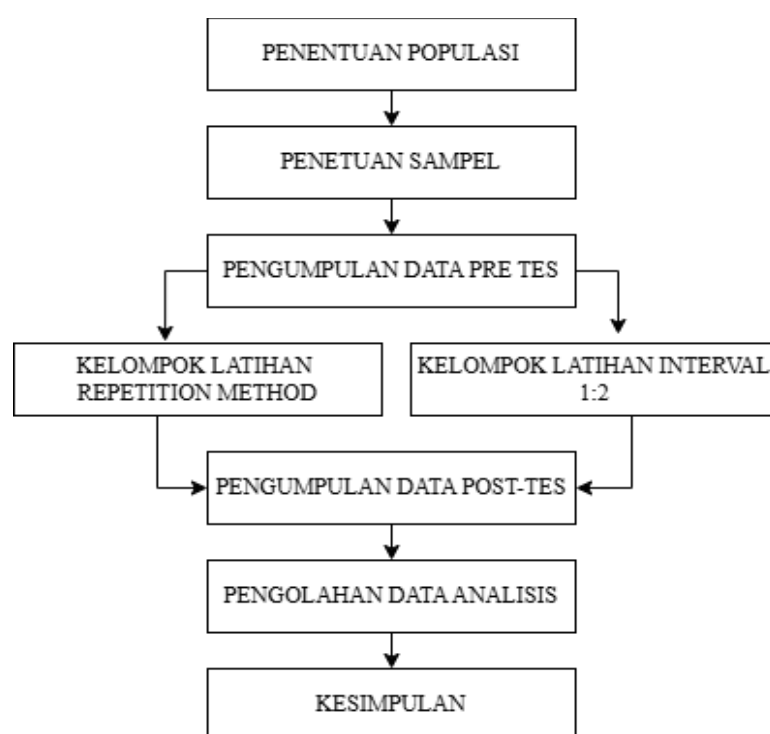 PENENTUAN POPULASI
PENETUAN SAMPEL
PENGUMPULAN DATA PRE TES
KELOMPOK LATIHAN
REPETITION METHOD
KELOMPOK LATIHAN INTERVAL
1:2
PENGUMPULAN DATA POST-TES
PENGOLAHAN DATA ANALISIS
KESIMPULAN